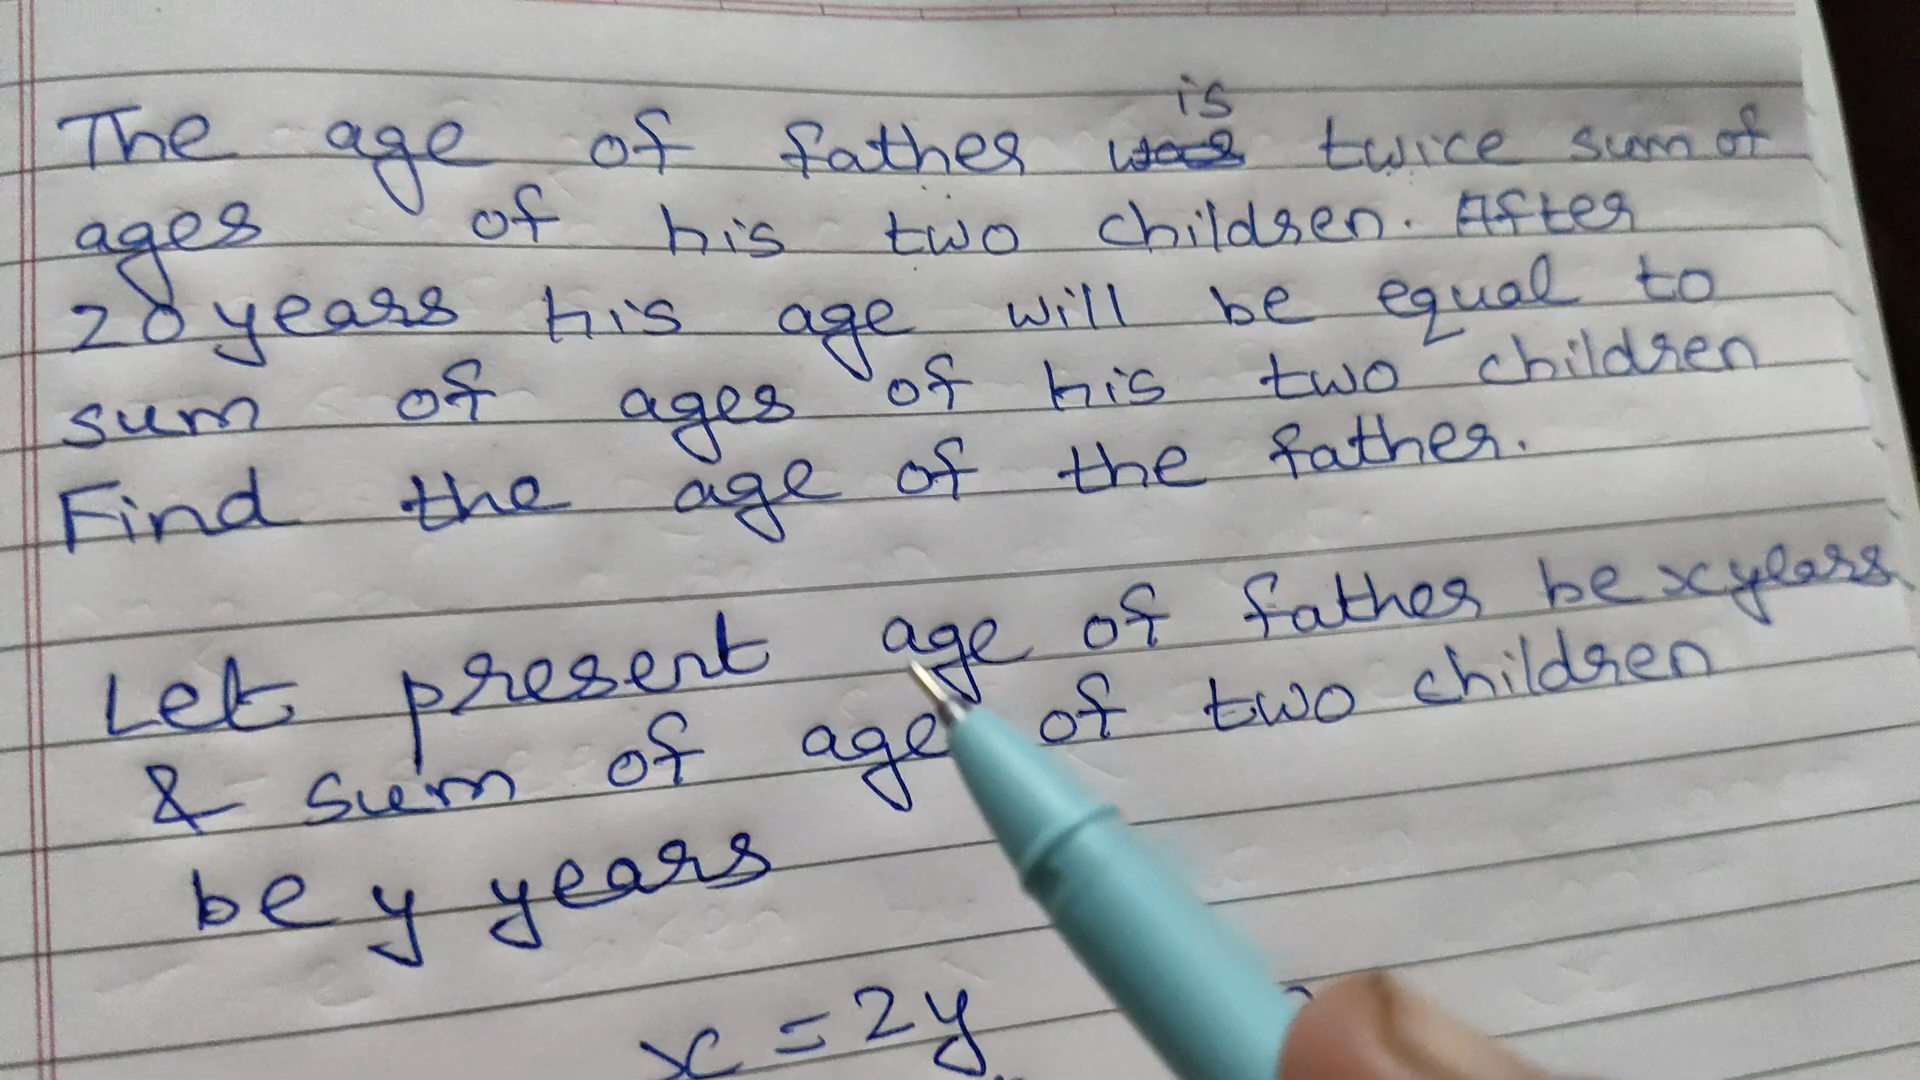 The age of father is was twice sum of
ages of his two children. After
20 years his age will be equal to
sum of ages of his two children
Find the age of the father.
Let present age of father be x years
& sum of age of two children
be y years
x = 2y